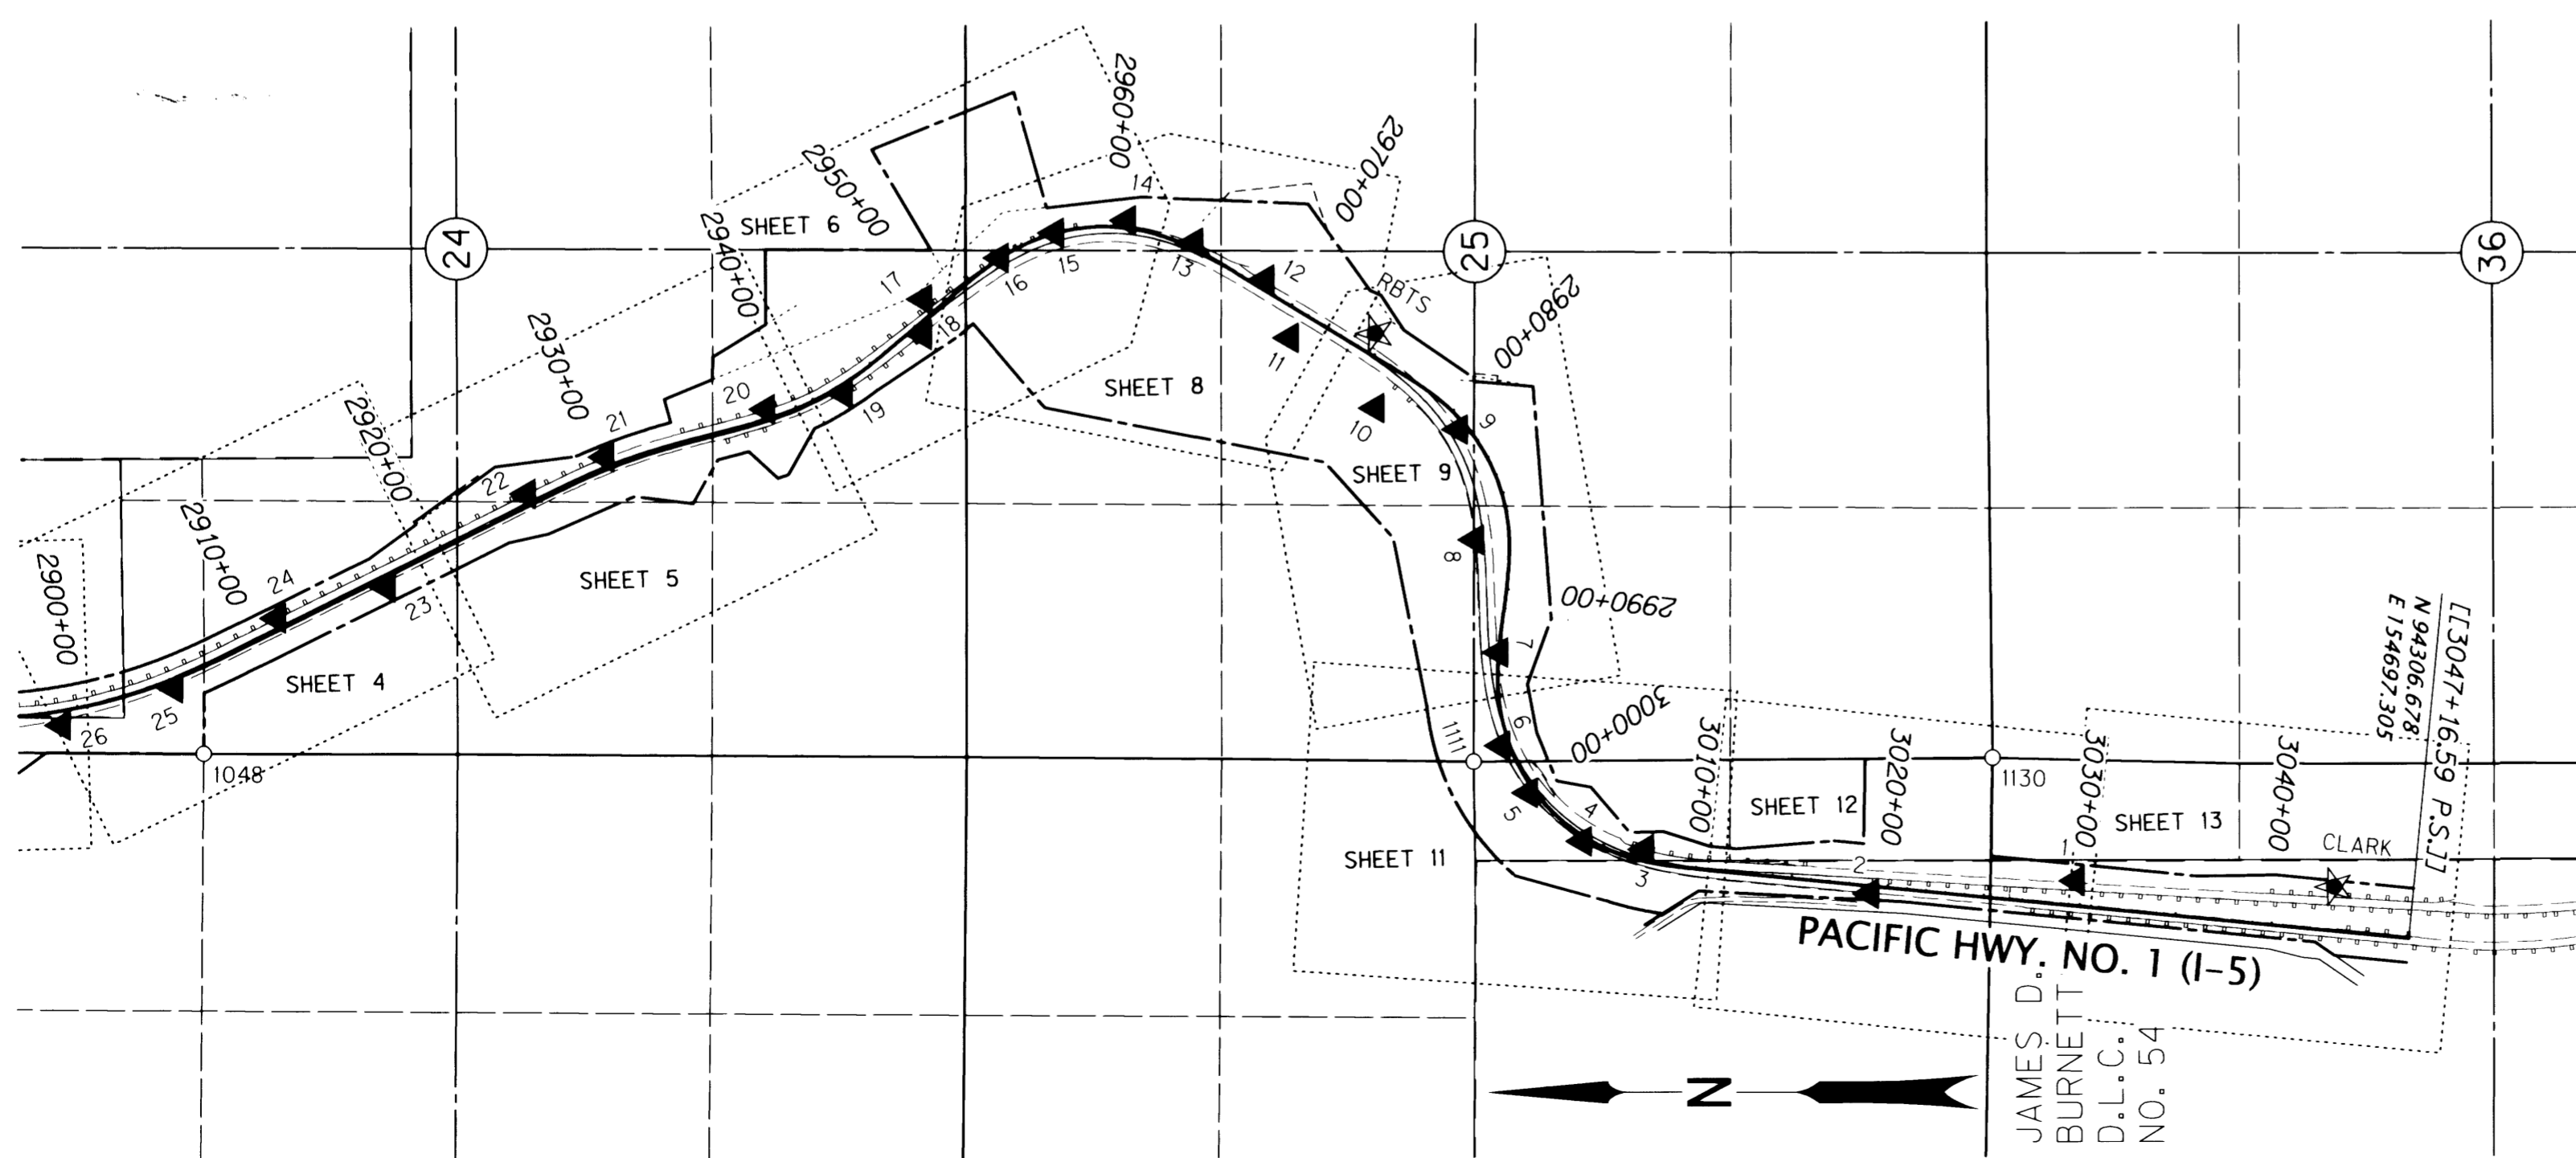 2960+00
2970+00
2950+00
14
SHEET 6
2940+00
24
25
36
17
16
15
13
12
RBTS
2980+00
18
11
2930+00
SHEET 8
20
19
21
10
9
2920+00
SHEET 9
22
2910+00
8
24
SHEET 5
23
2900+00
2990+00
7
SHEET 4
25
26
6
3000+00
1111
1048
3010+00
3020+00
1130
3030+00
3040+00
[[3047+16.59 P.S.]]
N 94306.678
E 154697.305
SHEET 12
SHEET 13
5
4
SHEET 11
3
2
1
CLARK
PACIFIC HWY. NO. 1 (I-5)
JAMES D.
BURNETT
D.L.C.
NO. 54
N